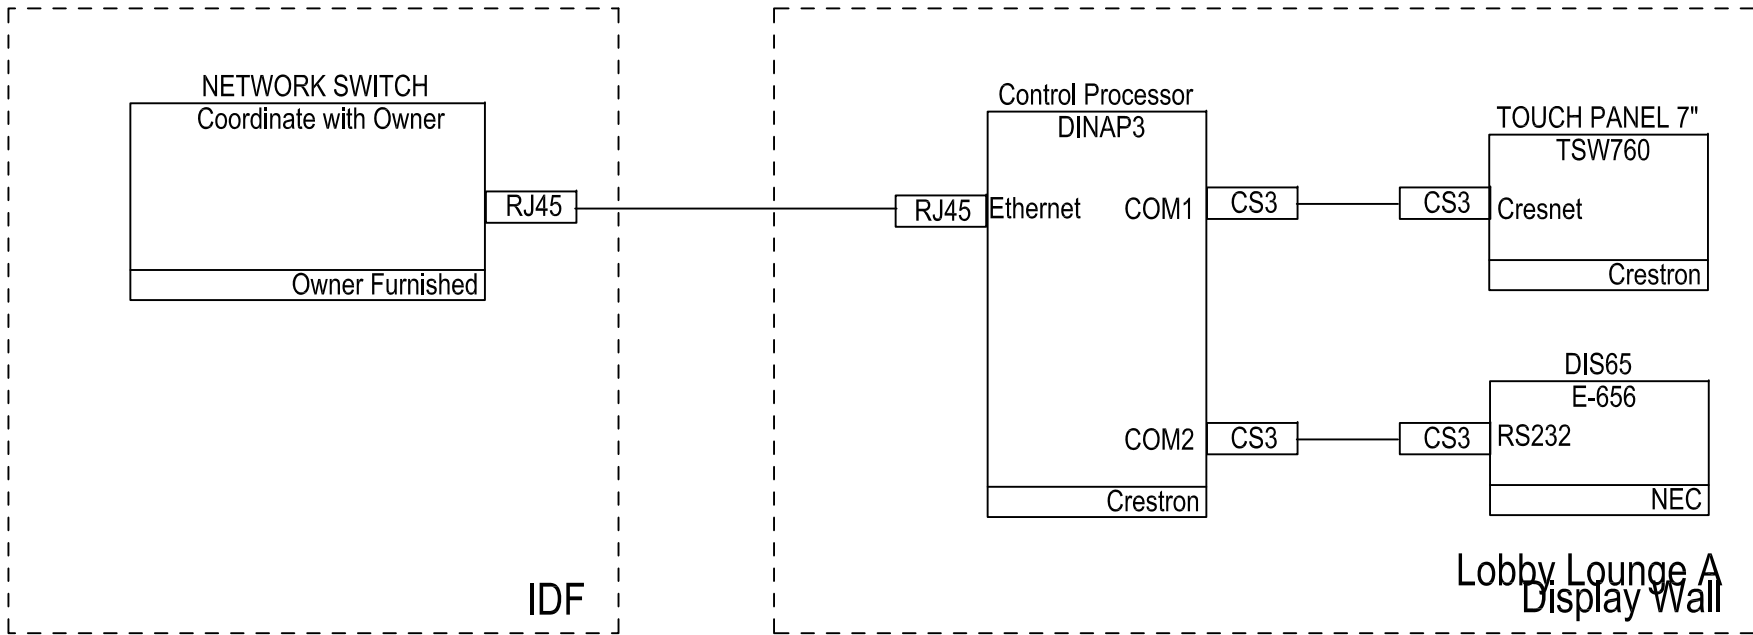 NETWORK SWITCH
Coordinate with Owner
RJ45
Owner Furnished
IDF
Control Processor
DINAP3
RJ45
Ethernet
COM1
CS3
COM2
CS3
Crestron
TOUCH PANEL 7"
TSW760
CS3
Cresnet
Crestron
DIS65
E-656
CS3
RS232
NEC
Lobby Lounge A
Display Wall